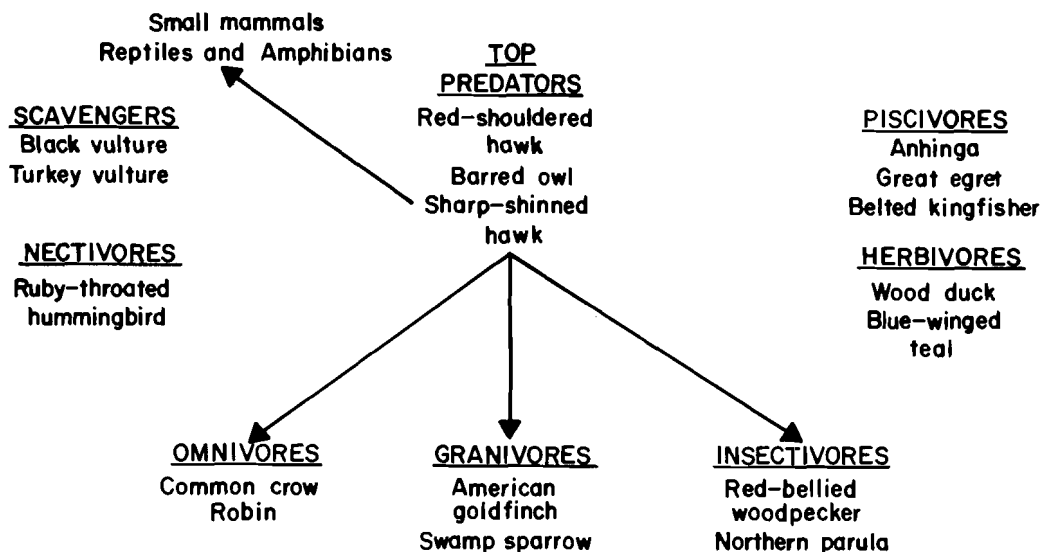 Small mammals
Reptiles and Amphibians
TOP
PREDATORS
Red-shouldered
hawk
Barred owl
Sharp-shinned
hawk
SCAVENGERS
Black vulture
Turkey vulture
PISCIVORES
Anhinga
Great egret
Belted kingfisher
NECTIVORES
Ruby-throated
hummingbird
HERBIVORES
Wood duck
Blue-winged
teal
OMNIVORES
Common crow
Robin
GRANIVORES
American
goldfinch
Swamp sparrow
INSECTIVORES
Red-bellied
woodpecker
Northern parula